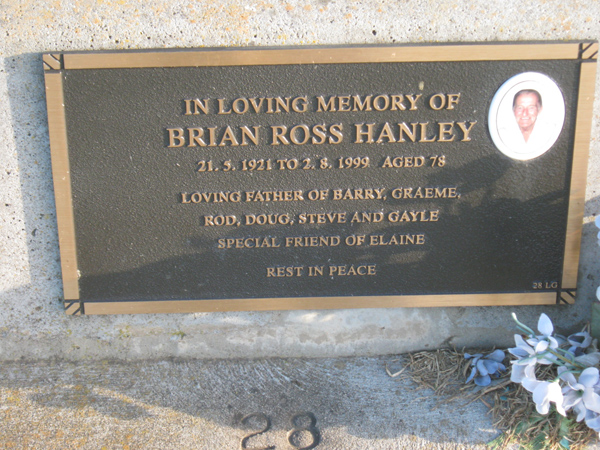 IN LOVING MEMORY OF
BRIAN ROSS HANLEY
21. 5. 1921 TO 2. 8. 1999 AGED 78
LOVING FATHER OF BARRY, GRAEME,
ROD, DOUG, STEVE AND GAYLE
SPECIAL FRIEND OF ELAINE
REST IN PEACE
28 LG
28